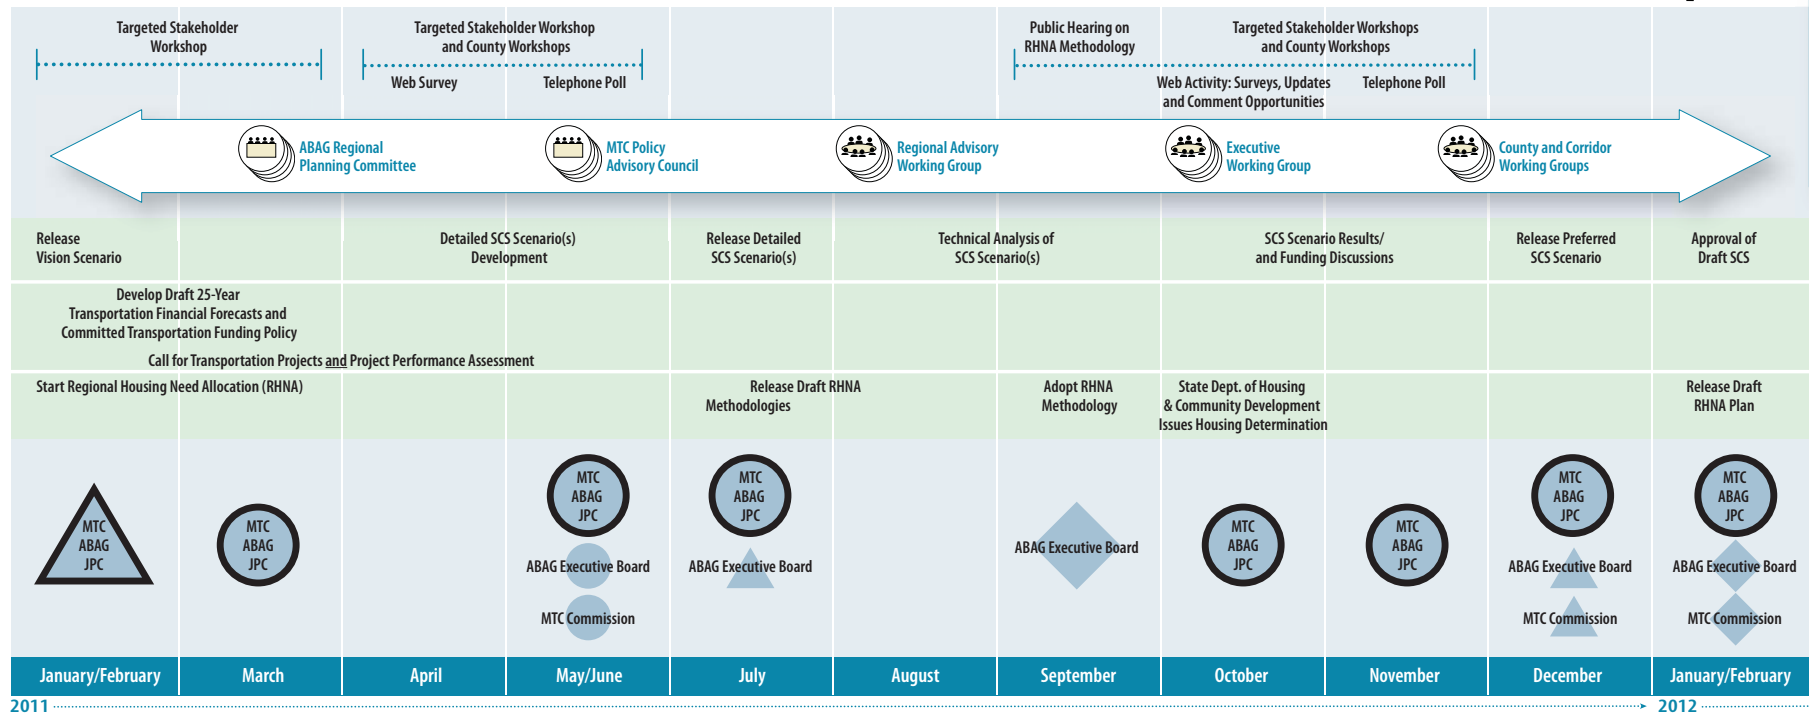 Targeted Stakeholder
Workshop
Targeted Stakeholder Workshop
and County Workshops
Web Survey
Telephone Poll
Public Hearing on
RHNA Methodology
Targeted Stakeholder Workshops
and County Workshops
Web Activity: Surveys, Updates
and Comment Opportunities
Telephone Poll
ABAG Regional
Planning Committee
MTC Policy
Advisory Council
Regional Advisory
Working Group
Executive
Working Group
County and Corridor
Working Groups
Release
Vision Scenario
Detailed SCS Scenario(s)
Development
Release Detailed
SCS Scenario(s)
Technical Analysis of
SCS Scenario(s)
SCS Scenario Results/
and Funding Discussions
Release Preferred
SCS Scenario
Approval of
Draft SCS
Develop Draft 25-Year
Transportation Financial Forecasts and
Committed Transportation Funding Policy
Call for Transportation Projects and Project Performance Assessment
Start Regional Housing Need Allocation (RHNA)
Release Draft RHNA
Methodologies
Adopt RHNA
Methodology
State Dept. of Housing
& Community Development
Issues Housing Determination
Release Draft
RHNA Plan
MTC
ABAG
JPC
MTC
ABAG
JPC
MTC
ABAG
JPC
ABAG Executive Board
MTC Commission
MTC
ABAG
JPC
ABAG Executive Board
ABAG Executive Board
MTC
ABAG
JPC
MTC
ABAG
JPC
MTC
ABAG
JPC
ABAG Executive Board
MTC Commission
MTC
ABAG
JPC
ABAG Executive Board
MTC Commission
January/February
March
April
May/June
July
August
September
October
November
December
January/February
2011
2012